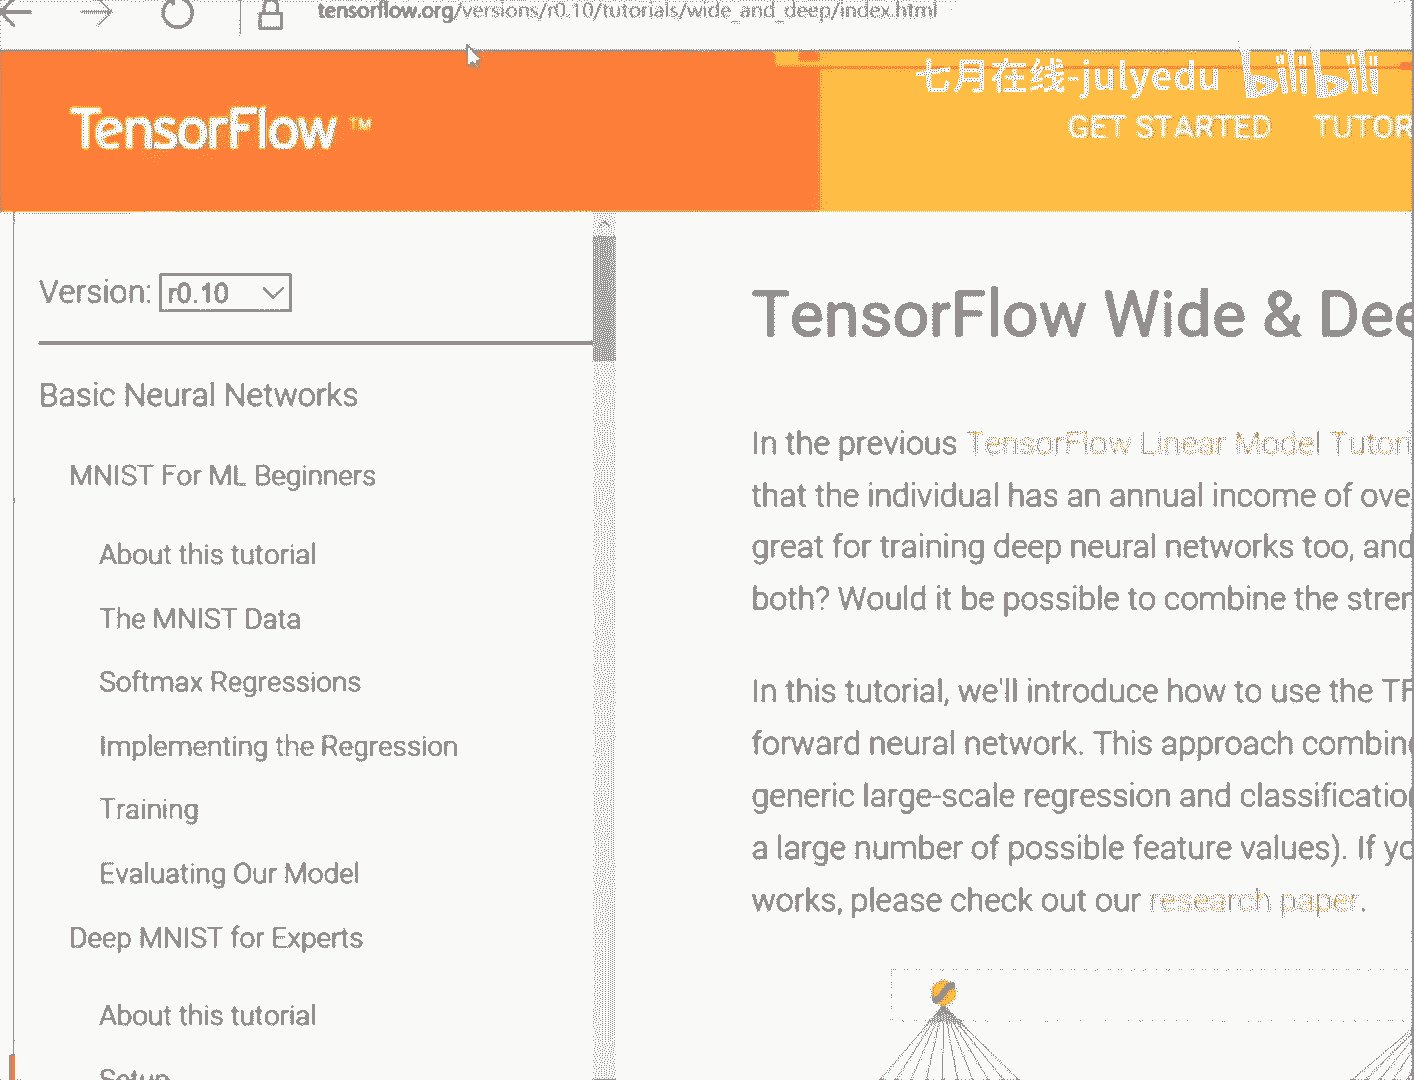 tensorflow.org/versions/r0.10/tutorials/wide_and_deep/index.html
七月在线-julyedu bilibili
TensorFlow ™
GET STARTED TUTOR
Version: r0.10
Basic Neural Networks
MNIST For ML Beginners
About this tutorial
The MNIST Data
Softmax Regressions
Implementing the Regression
Training
Evaluating Our Model
Deep MNIST for Experts
About this tutorial
Setup
TensorFlow Wide & Dee
In the previous TensorFlow Linear Model Tutori
that the individual has an annual income of ove
great for training deep neural networks too, and
both? Would it be possible to combine the stren
In this tutorial, we'll introduce how to use the TF
forward neural network. This approach combine
generic large-scale regression and classificatio
a large number of possible feature values). If yo
works, please check out our research paper.